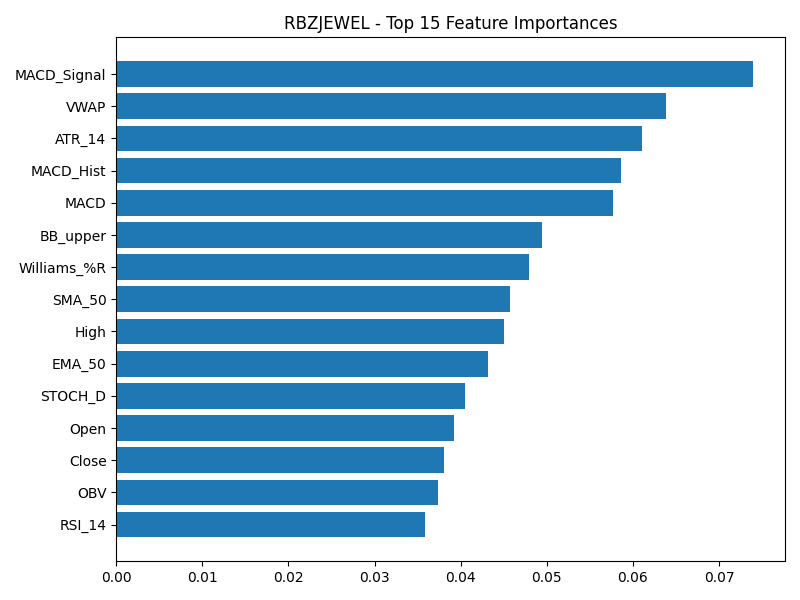 RBZJEWEL - Top 15 Feature Importances
MACD_Signal
VWAP
ATR_14
MACD_Hist
MACD
BB_upper
Williams_%R
SMA_50
High
EMA_50
STOCH_D
Open
Close
OBV
RSI_14
0.00 0.01 0.02 0.03 0.04 0.05 0.06 0.07